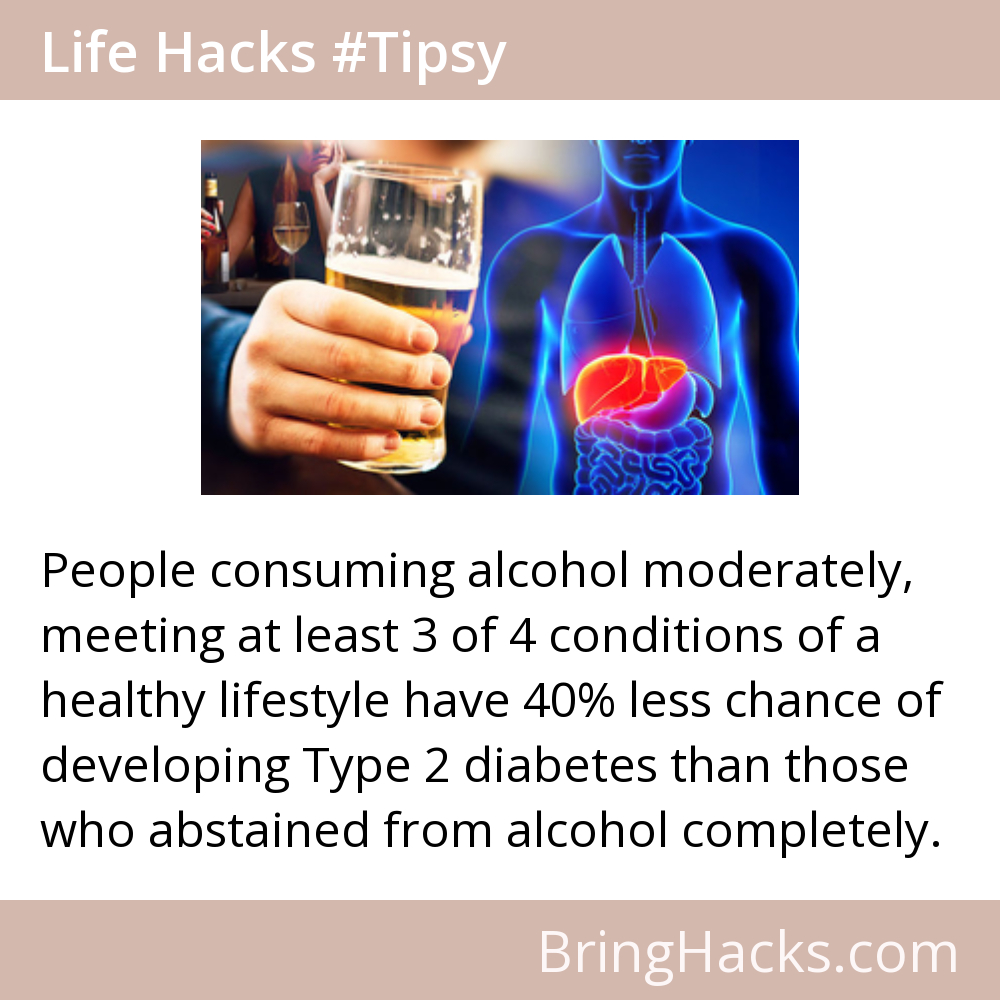 Life Hacks #Tipsy
People consuming alcohol moderately,
meeting at least 3 of 4 conditions of a
healthy lifestyle have 40% less chance of
developing Type 2 diabetes than those
who abstained from alcohol completely.
BringHacks.com